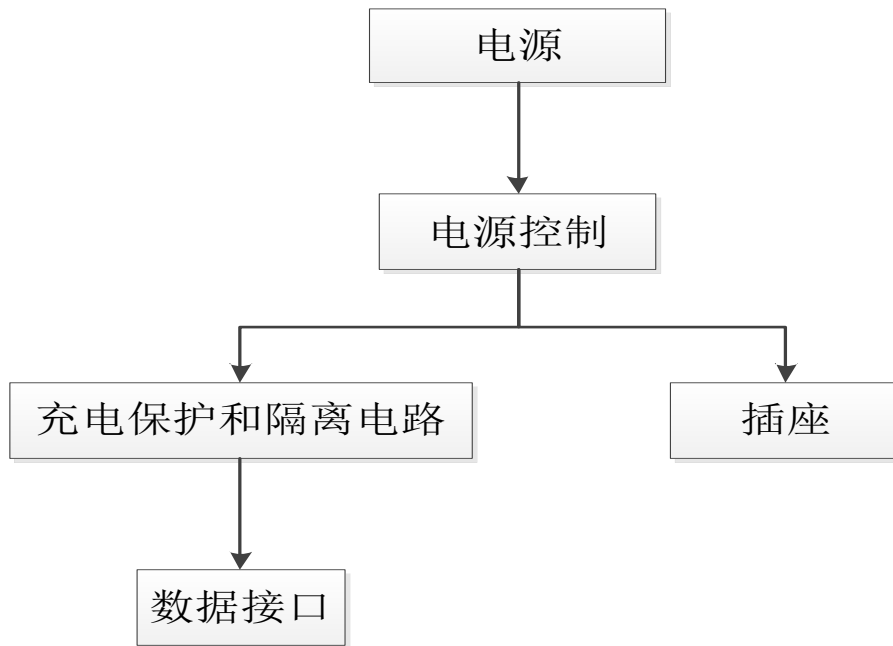 电源
电源控制
充电保护和隔离电路
插座
数据接口